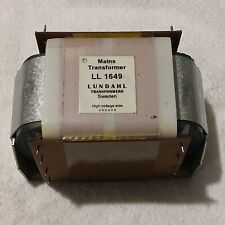 Mains
Transformer
LL 1649
LUNDAHL
TRANSFORMERS
Sweden
High voltage side